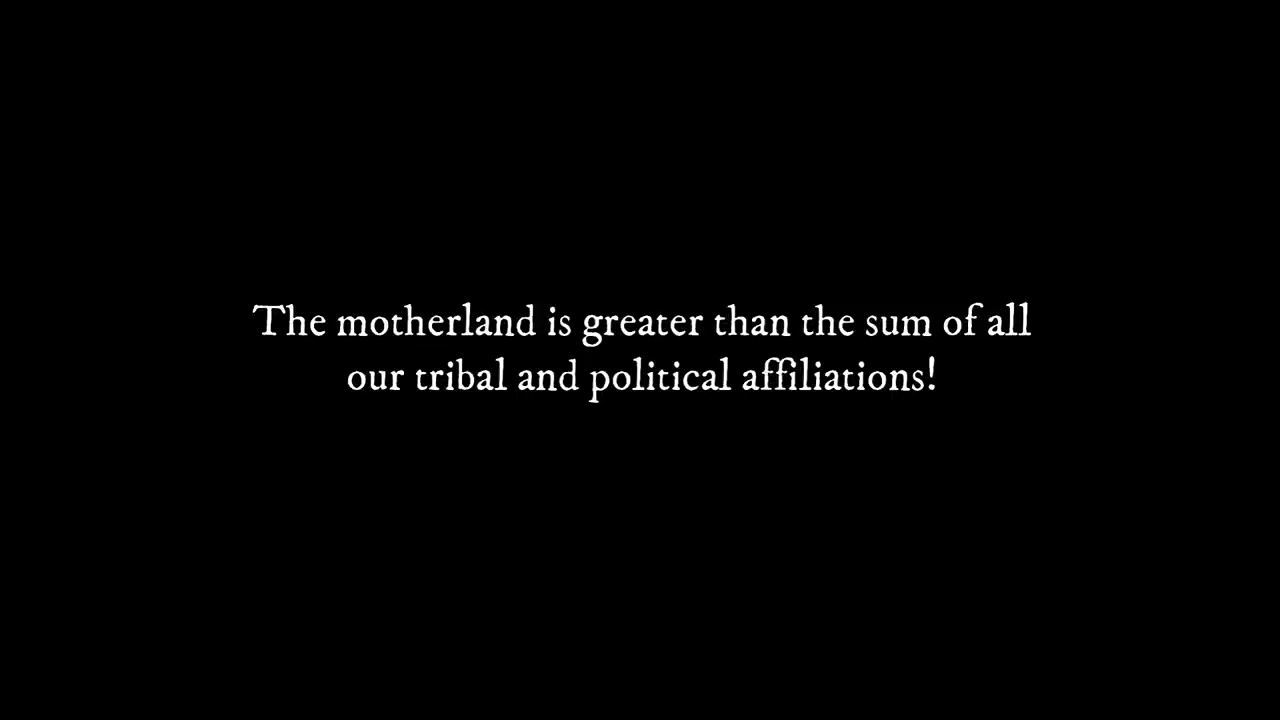 The motherland is greater than the sum of all
our tribal and political affiliations!